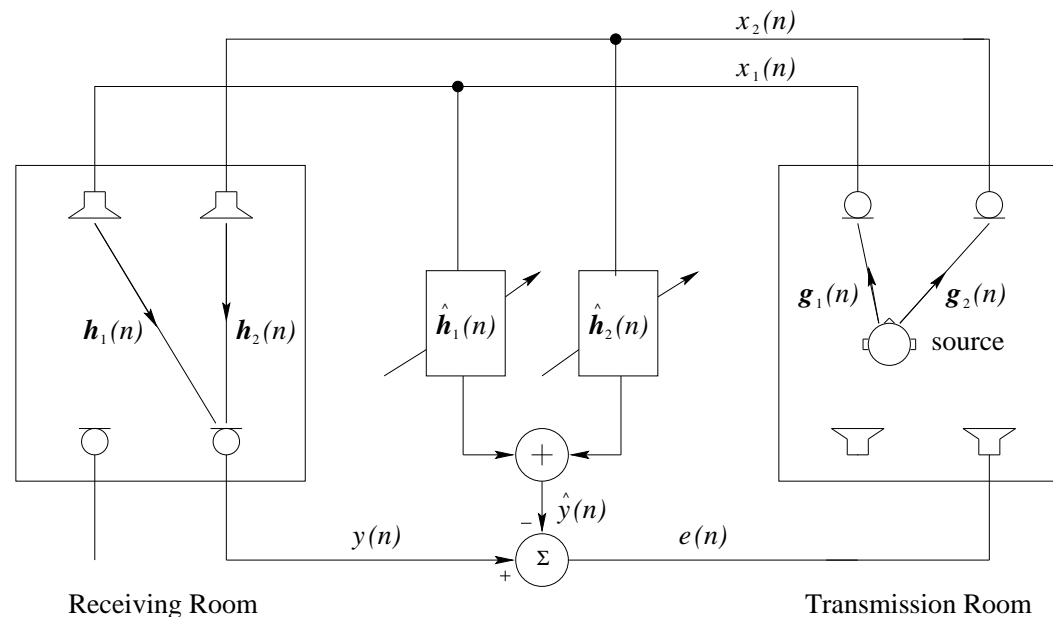 x₂(n)
x₁(n)
ĥ₁(n)
ĥ₂(n)
g₁(n)
g₂(n)
h₁(n)
h₂(n)
source
+
ŷ(n)
−
y(n)
e(n)
Σ
+
Receiving Room
Transmission Room